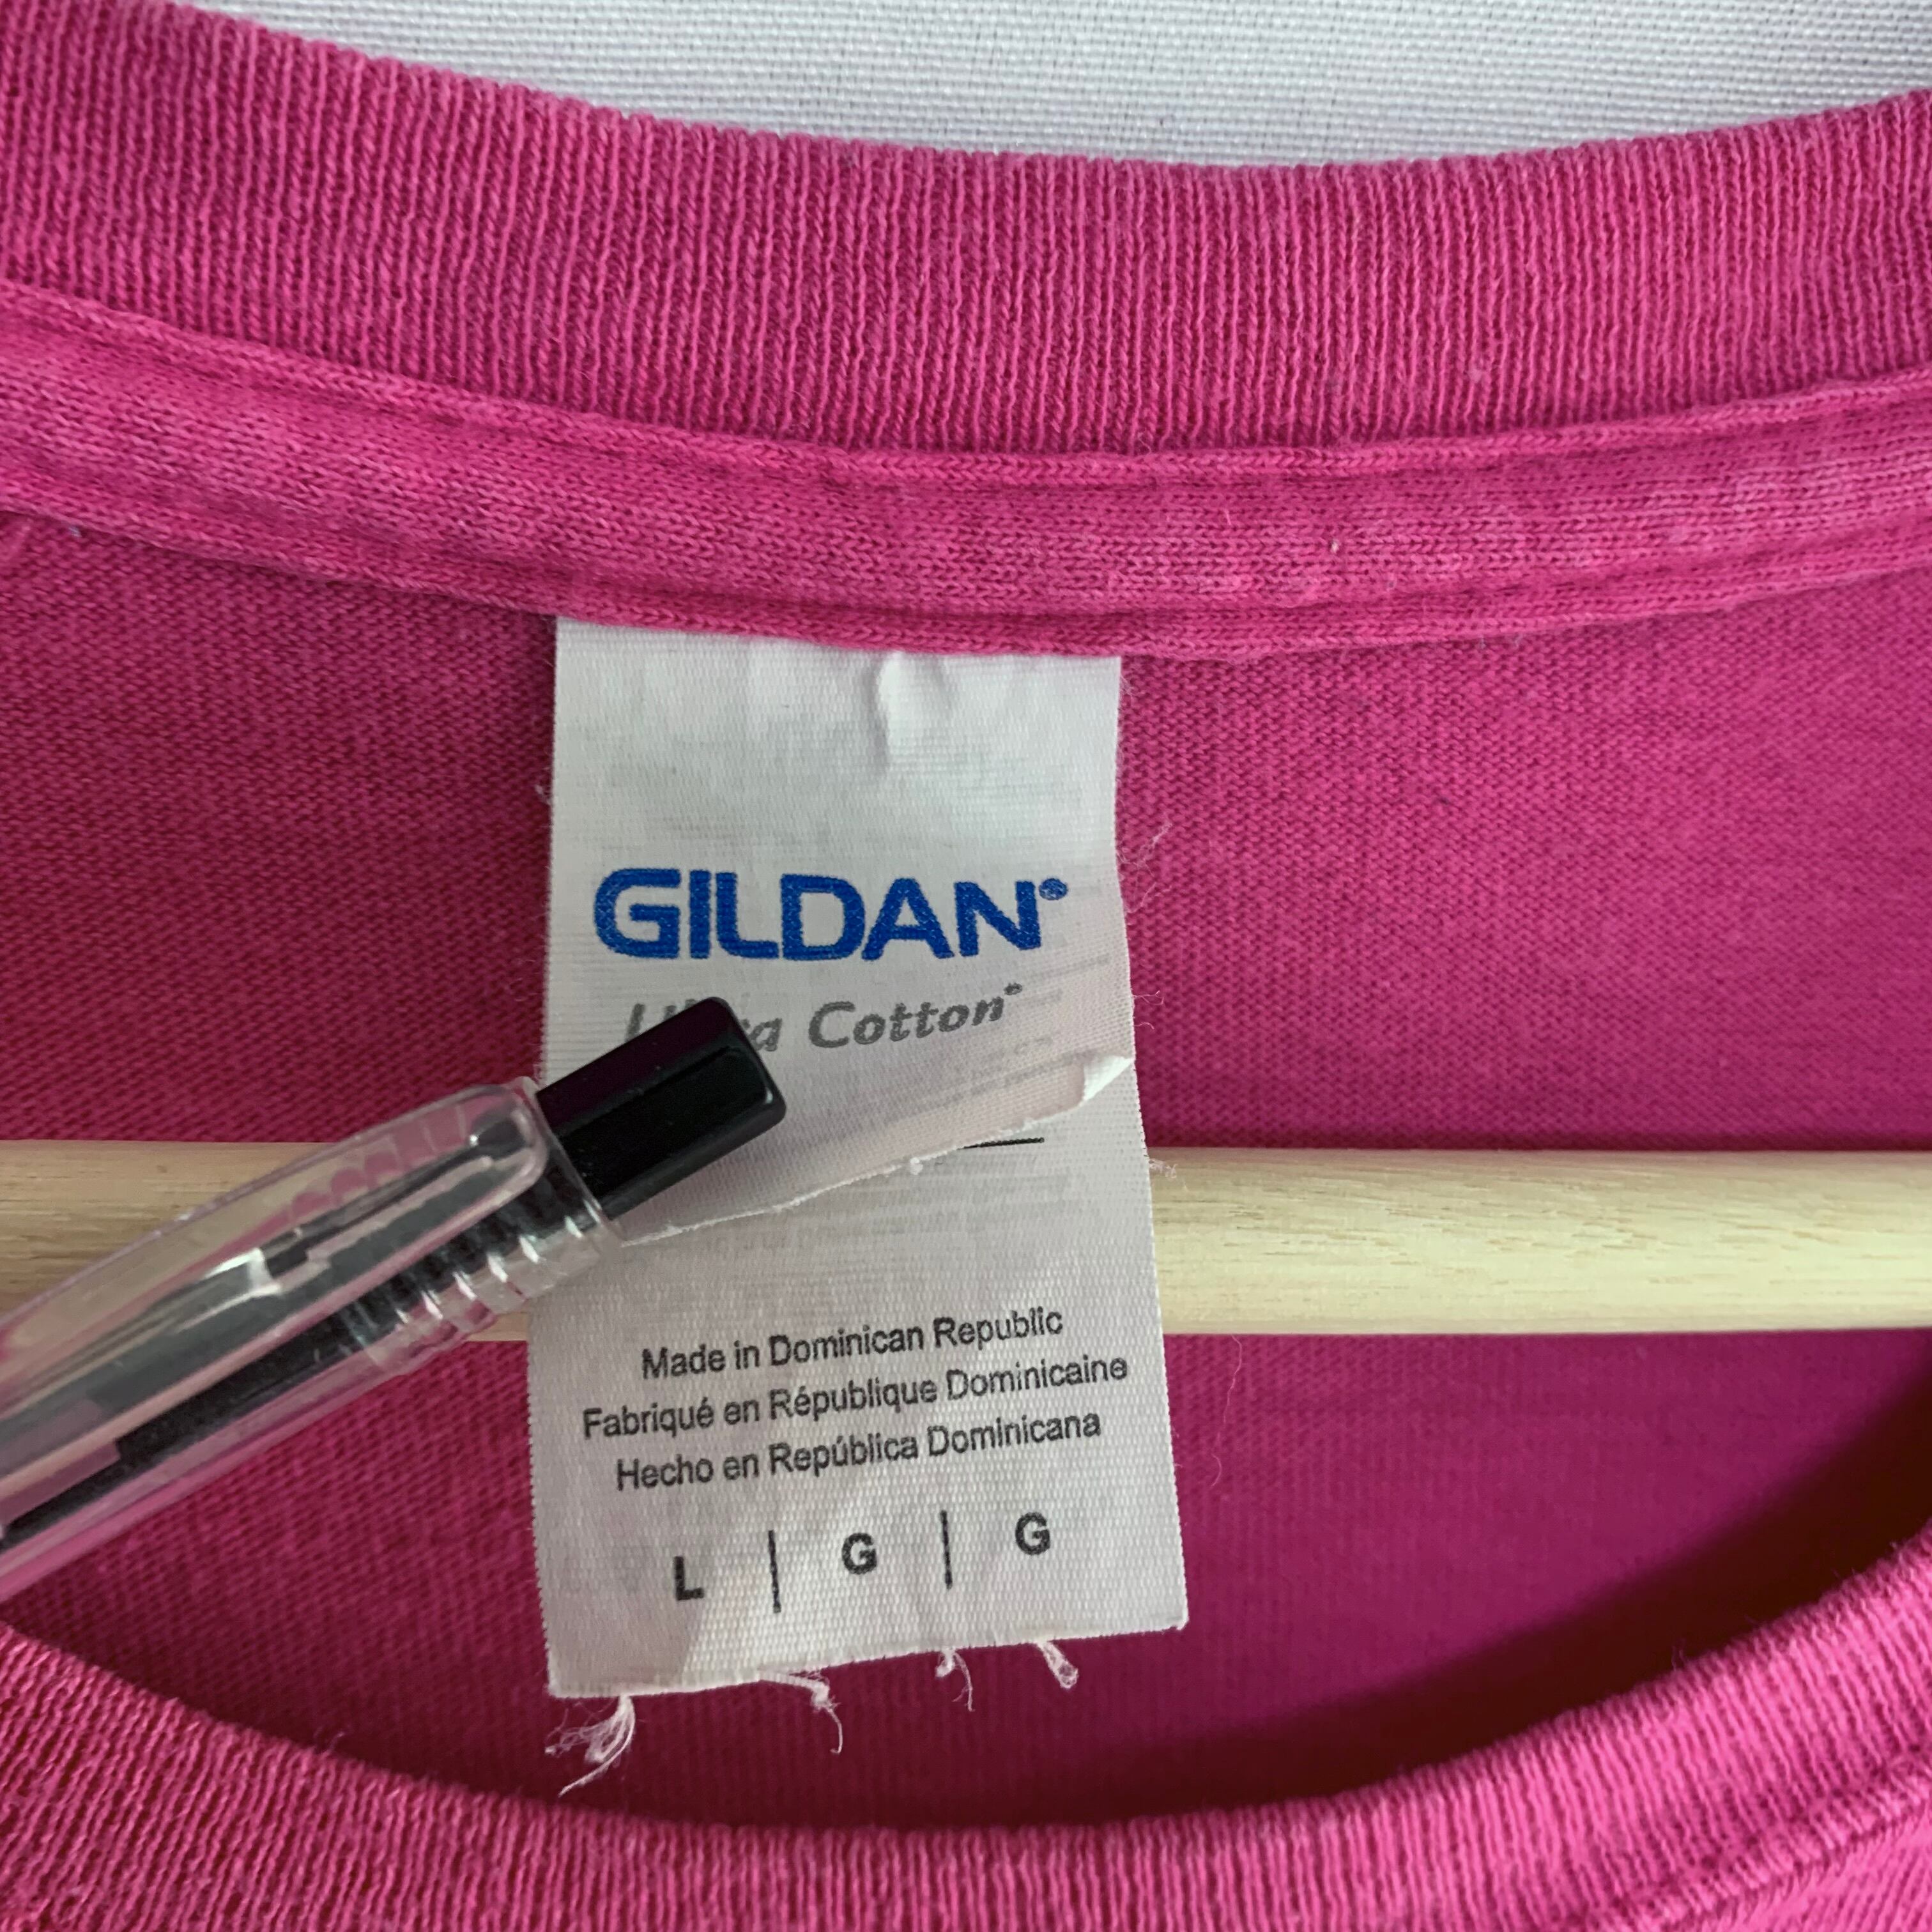 GILDAN®
Cotton
Made in Dominican Republic
Fabriqué en République Dominicaine
Hecho en República Dominicana
L | G | G